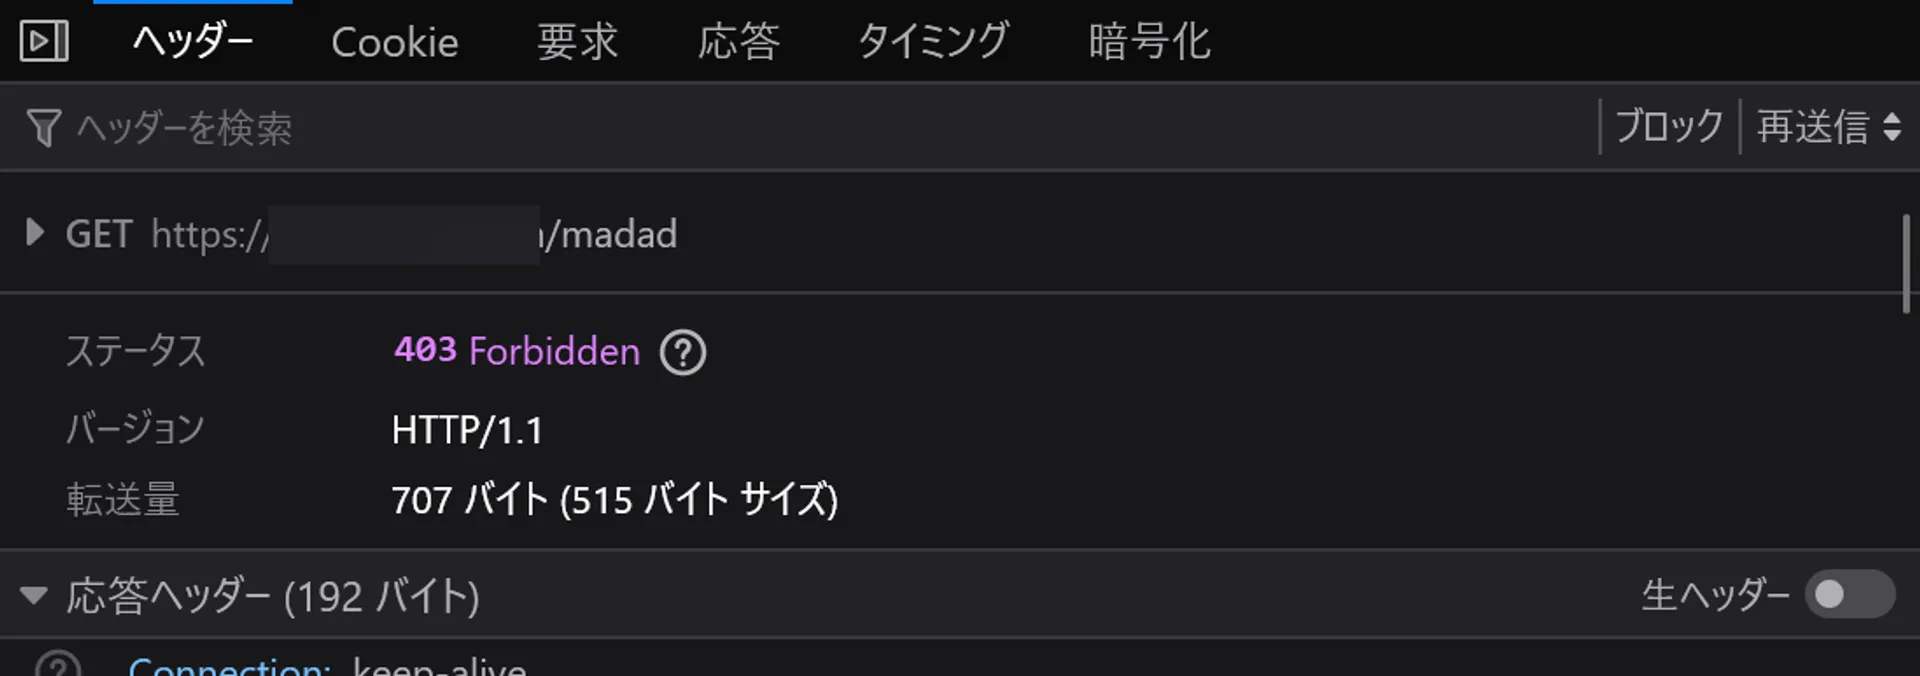 ヘッダー Cookie 要求 応答 タイミング 暗号化
ヘッダーを検索 ブロック 再送信
GET https:// /madad
ステータス 403 Forbidden
バージョン HTTP/1.1
転送量 707 バイト (515 バイト サイズ)
応答ヘッダー (192 バイト) 生ヘッダー
Connection: keep-alive